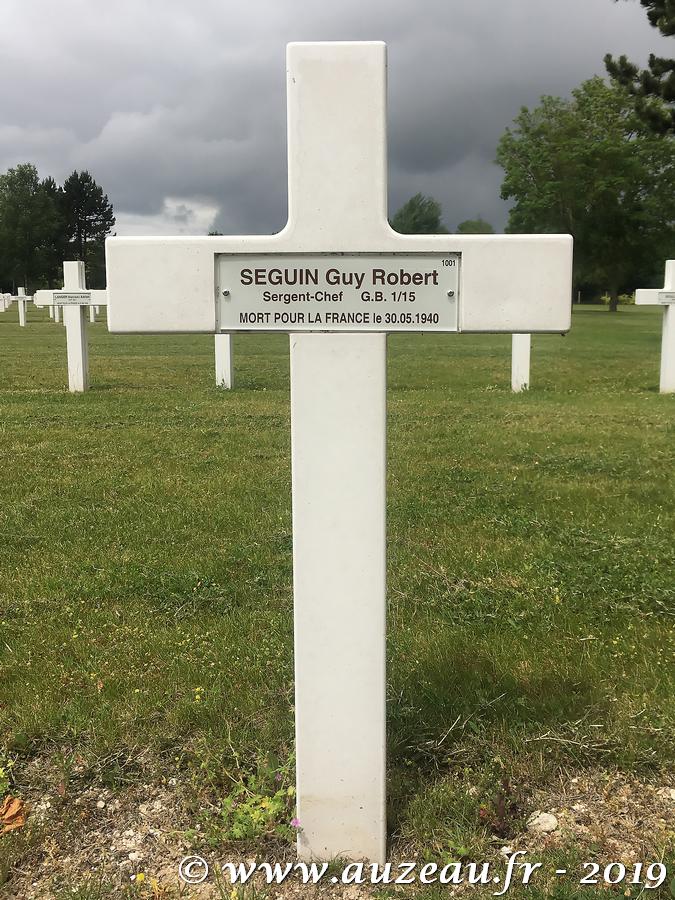 1001
SEGUIN Guy Robert
Sergent-Chef G.B. 1/15
MORT POUR LA FRANCE le 30.05.1940
© www.auzeau.fr - 2019